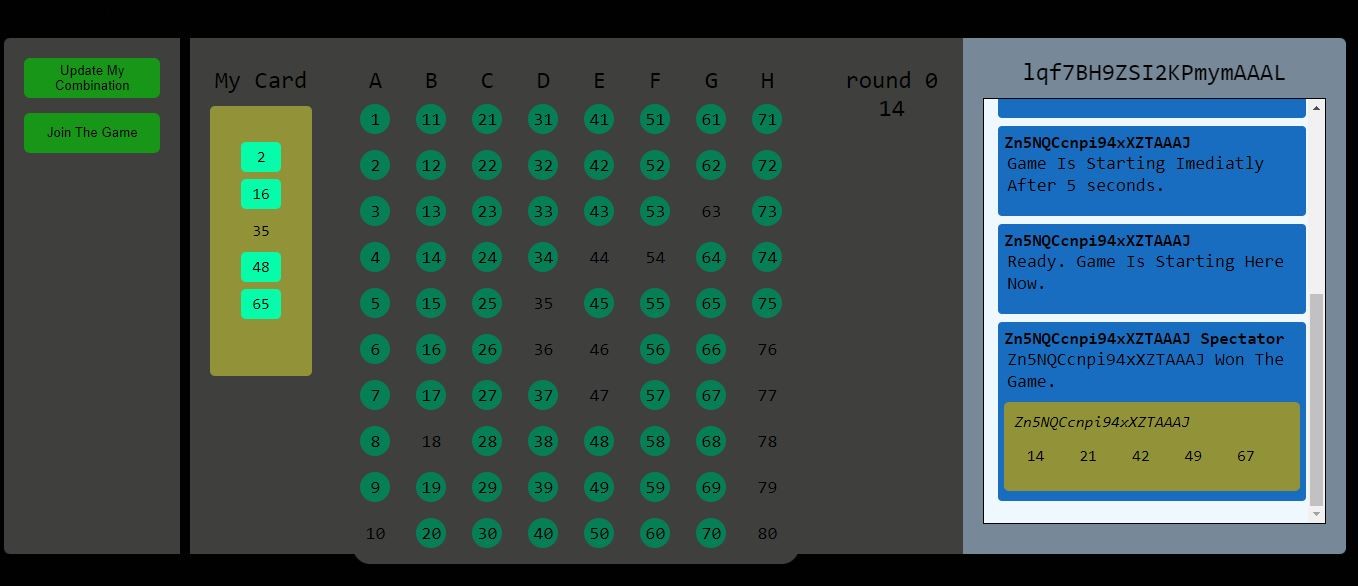 Update My
Combination
Join The Game
My Card
2
16
35
48
65
A B C D E F G H
1 11 21 31 41 51 61 71
2 12 22 32 42 52 62 72
3 13 23 33 43 53 63 73
4 14 24 34 44 54 64 74
5 15 25 35 45 55 65 75
6 16 26 36 46 56 66 76
7 17 27 37 47 57 67 77
8 18 28 38 48 58 68 78
9 19 29 39 49 59 69 79
10 20 30 40 50 60 70 80
round 0
14
lqf7BH9ZSI2KPmymAAAL
Zn5NQCcnpi94xXZTAAAJ
Game Is Starting Imediatly
After 5 seconds.
Zn5NQCcnpi94xXZTAAAJ
Ready. Game Is Starting Here
Now.
Zn5NQCcnpi94xXZTAAAJ Spectator
Zn5NQCcnpi94xXZTAAAJ Won The
Game.
Zn5NQCcnpi94xXZTAAAJ
14 21 42 49 67